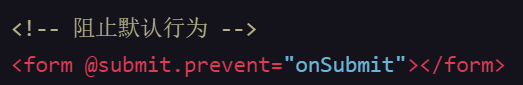 <!-- 阻止默认行为 -->
<form @submit.prevent="onSubmit"></form>